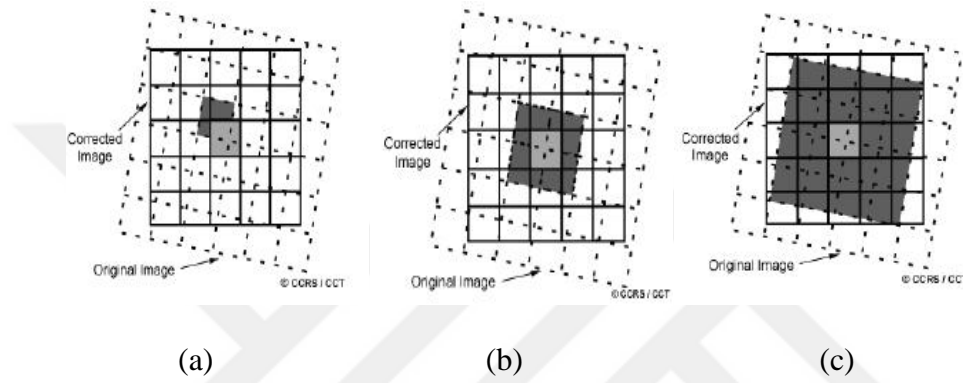 Corrected
Image
Original Image
© CCRS / CCT
(a)
Corrected
Image
Original Image
© CCRS / CCT
(b)
Corrected
Image
Original Image
© CCRS / CCT
(c)